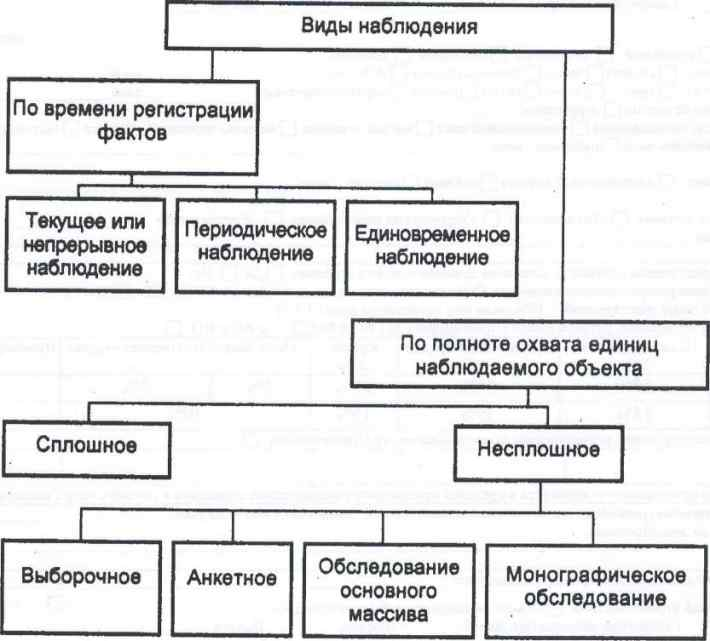 Виды наблюдения
По времени регистрации
фактов
Текущее или
непрерывное
наблюдение
Периодическое
наблюдение
Единовременное
наблюдение
По полноте охвата единиц
наблюдаемого объекта
Сплошное
Несплошное
Выборочное
Анкетное
Обследование
основного
массива
Монографическое
обследование